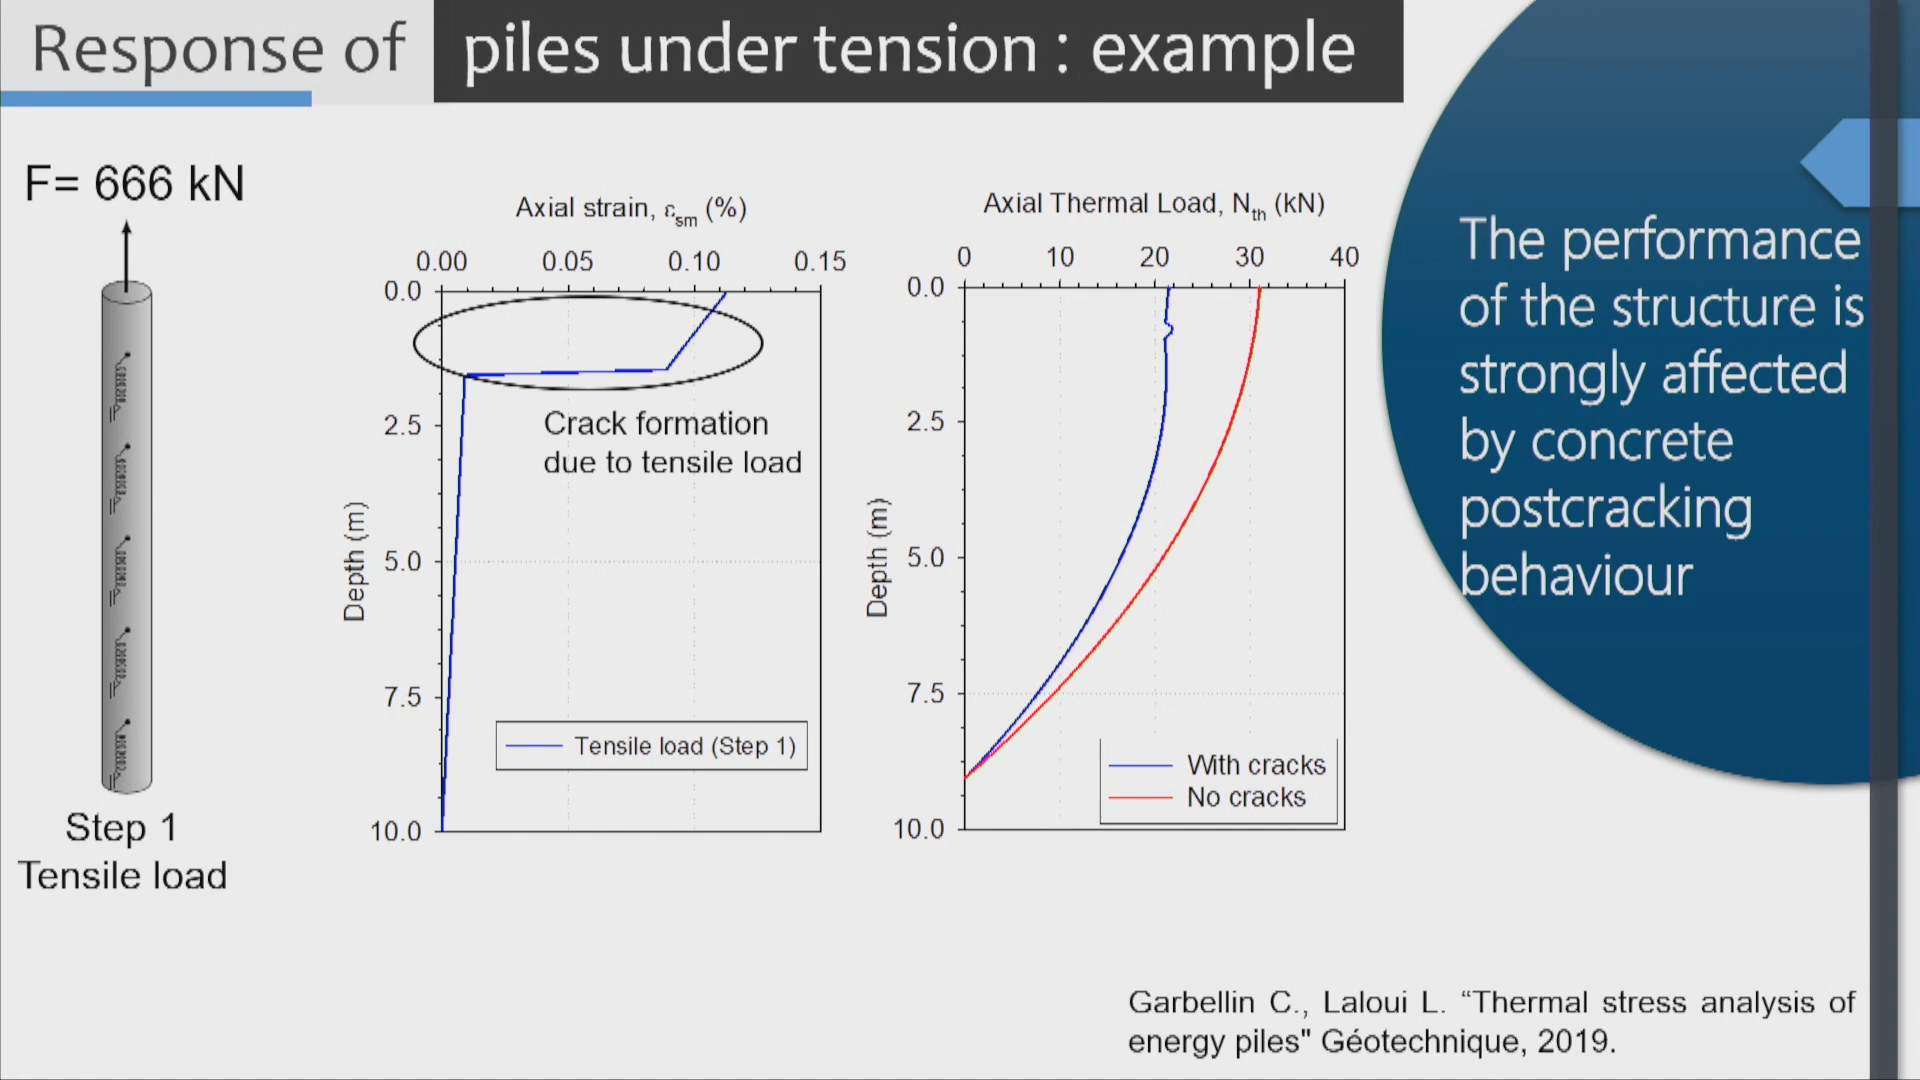 Response of piles under tension : example
F= 666 kN
Step 1
Tensile load
Axial strain, εsm (%)
0.00 0.05 0.10 0.15
0.0
2.5
5.0
7.5
10.0
Depth (m)
Crack formation
due to tensile load
Tensile load (Step 1)
Axial Thermal Load, Nth (kN)
0 10 20 30 40
0.0
2.5
5.0
7.5
10.0
Depth (m)
With cracks
No cracks
The performance
of the structure is
strongly affected
by concrete
postcracking
behaviour
Garbellin C., Laloui L. “Thermal stress analysis of
energy piles" Géotechnique, 2019.